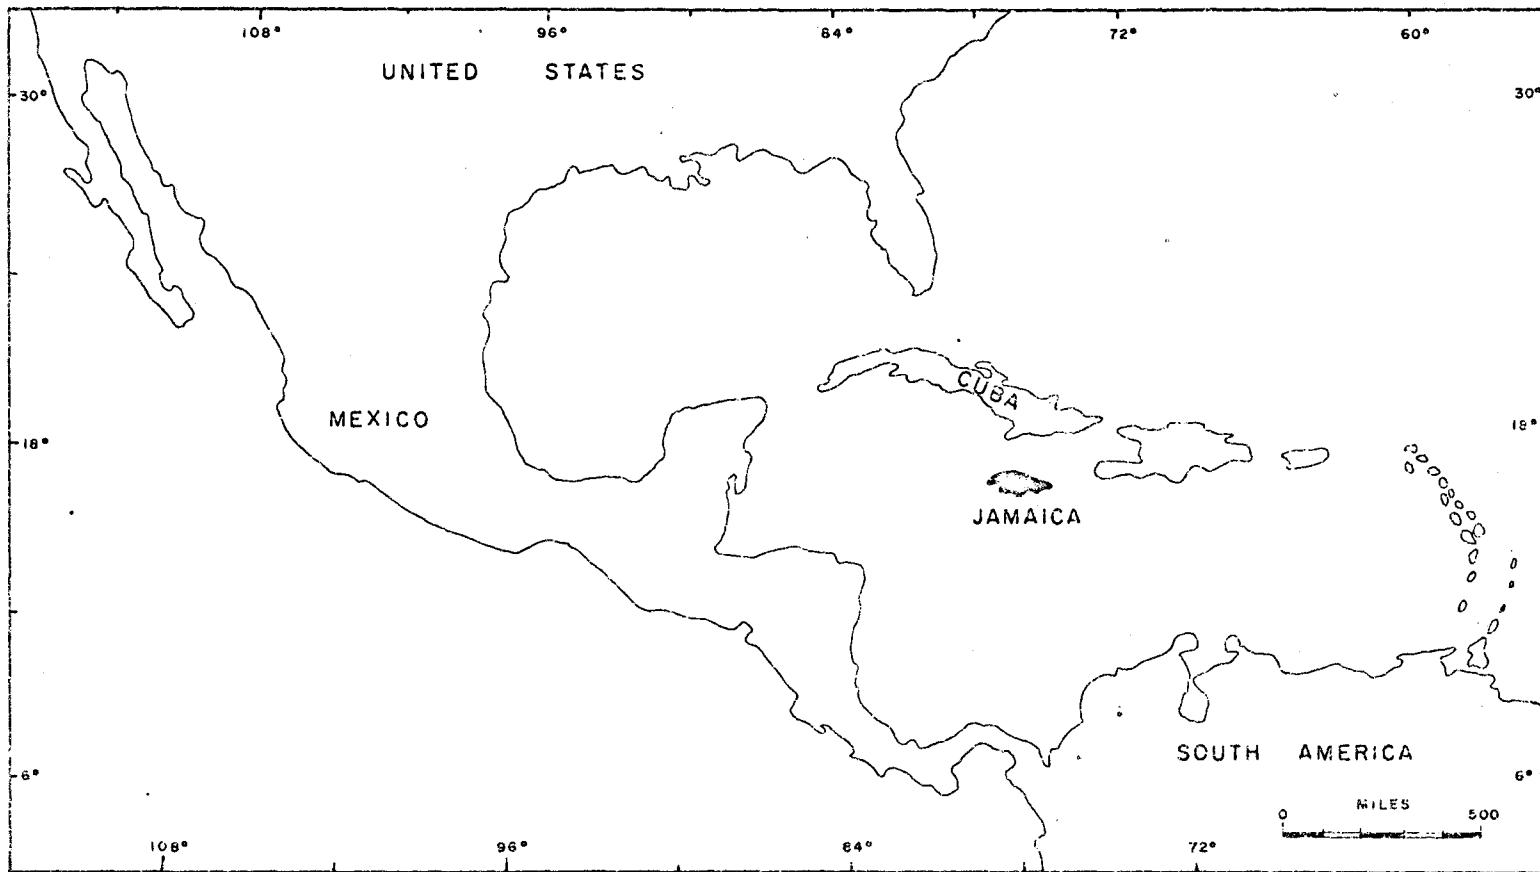 108° 96° 84° 72° 60°
UNITED STATES
30° 30°
CUBA
MEXICO
18° 18°
JAMAICA
SOUTH AMERICA
6° 6°
MILES
0 500
108° 96° 84° 72°